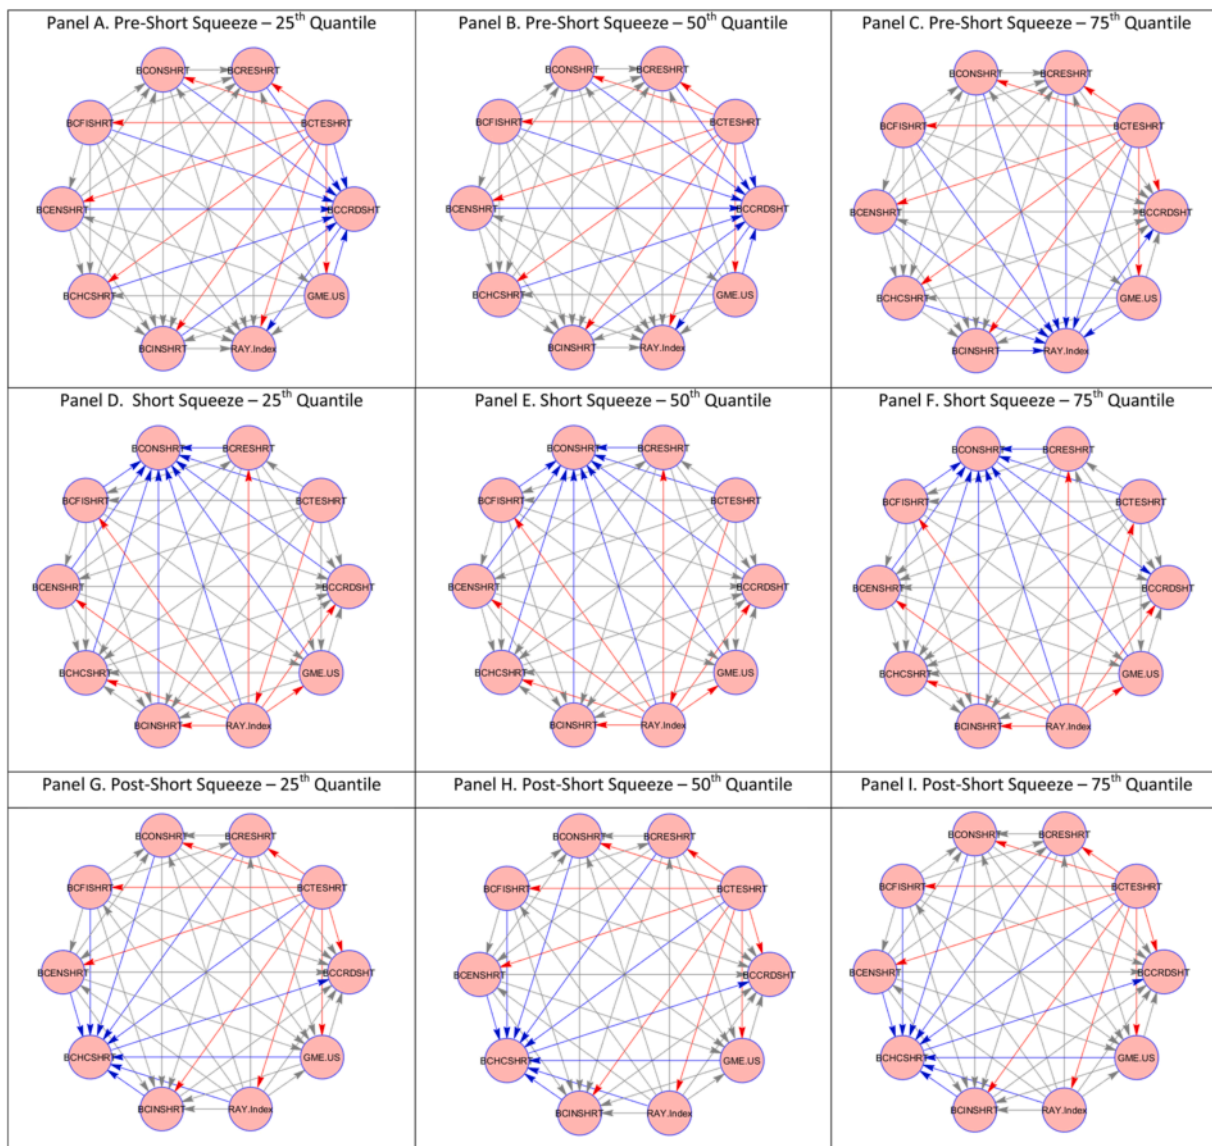 Panel A. Pre-Short Squeeze – 25th Quantile
Panel B. Pre-Short Squeeze – 50th Quantile
Panel C. Pre-Short Squeeze – 75th Quantile
BCONSHRT BCRESHRT
BCFISHRT BCTESHRT
BCENSHRT BCCRDSHT
BCHCSHRT GME.US
BCINSHRT RAY.Index
BCONSHRT BCRESHRT
BCFISHRT BCTESHRT
BCENSHRT BCCRDSHT
BCHCSHRT GME.US
BCINSHRT RAY.Index
BCONSHRT BCRESHRT
BCFISHRT BCTESHRT
BCENSHRT BCCRDSHT
BCHCSHRT GME.US
BCINSHRT RAY.Index
Panel D. Short Squeeze – 25th Quantile
Panel E. Short Squeeze – 50th Quantile
Panel F. Short Squeeze – 75th Quantile
BCONSHRT BCRESHRT
BCFISHRT BCTESHRT
BCENSHRT BCCRDSHT
BCHCSHRT GME.US
BCINSHRT RAY.Index
BCONSHRT BCRESHRT
BCFISHRT BCTESHRT
BCENSHRT BCCRDSHT
BCHCSHRT GME.US
BCINSHRT RAY.Index
BCONSHRT BCRESHRT
BCFISHRT BCTESHRT
BCENSHRT BCCRDSHT
BCHCSHRT GME.US
BCINSHRT RAY.Index
Panel G. Post-Short Squeeze – 25th Quantile
Panel H. Post-Short Squeeze – 50th Quantile
Panel I. Post-Short Squeeze – 75th Quantile
BCONSHRT BCRESHRT
BCFISHRT BCTESHRT
BCENSHRT BCCRDSHT
BCHCSHRT GME.US
BCINSHRT RAY.Index
BCONSHRT BCRESHRT
BCFISHRT BCTESHRT
BCENSHRT BCCRDSHT
BCHCSHRT GME.US
BCINSHRT RAY.Index
BCONSHRT BCRESHRT
BCFISHRT BCTESHRT
BCENSHRT BCCRDSHT
BCHCSHRT GME.US
BCINSHRT RAY.Index